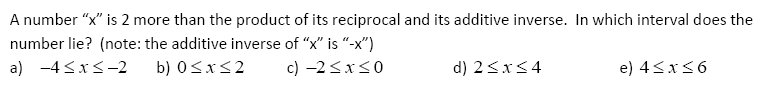 A number “x” is 2 more than the product of its reciprocal and its additive inverse. In which interval does the
number lie? (note: the additive inverse of “x” is “-x”)
a) −4 ≤ x ≤ −2 b) 0 ≤ x ≤ 2 c) −2 ≤ x ≤ 0 d) 2 ≤ x ≤ 4 e) 4 ≤ x ≤ 6